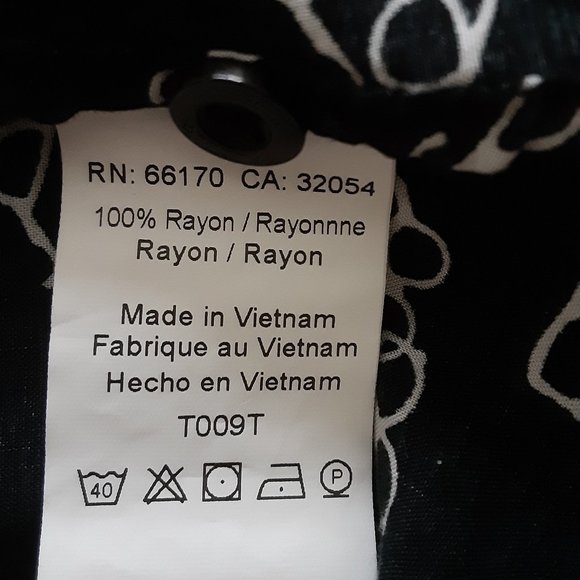 RN: 66170 CA: 32054
100% Rayon / Rayonnne
Rayon / Rayon
Made in Vietnam
Fabrique au Vietnam
Hecho en Vietnam
T009T
40 P